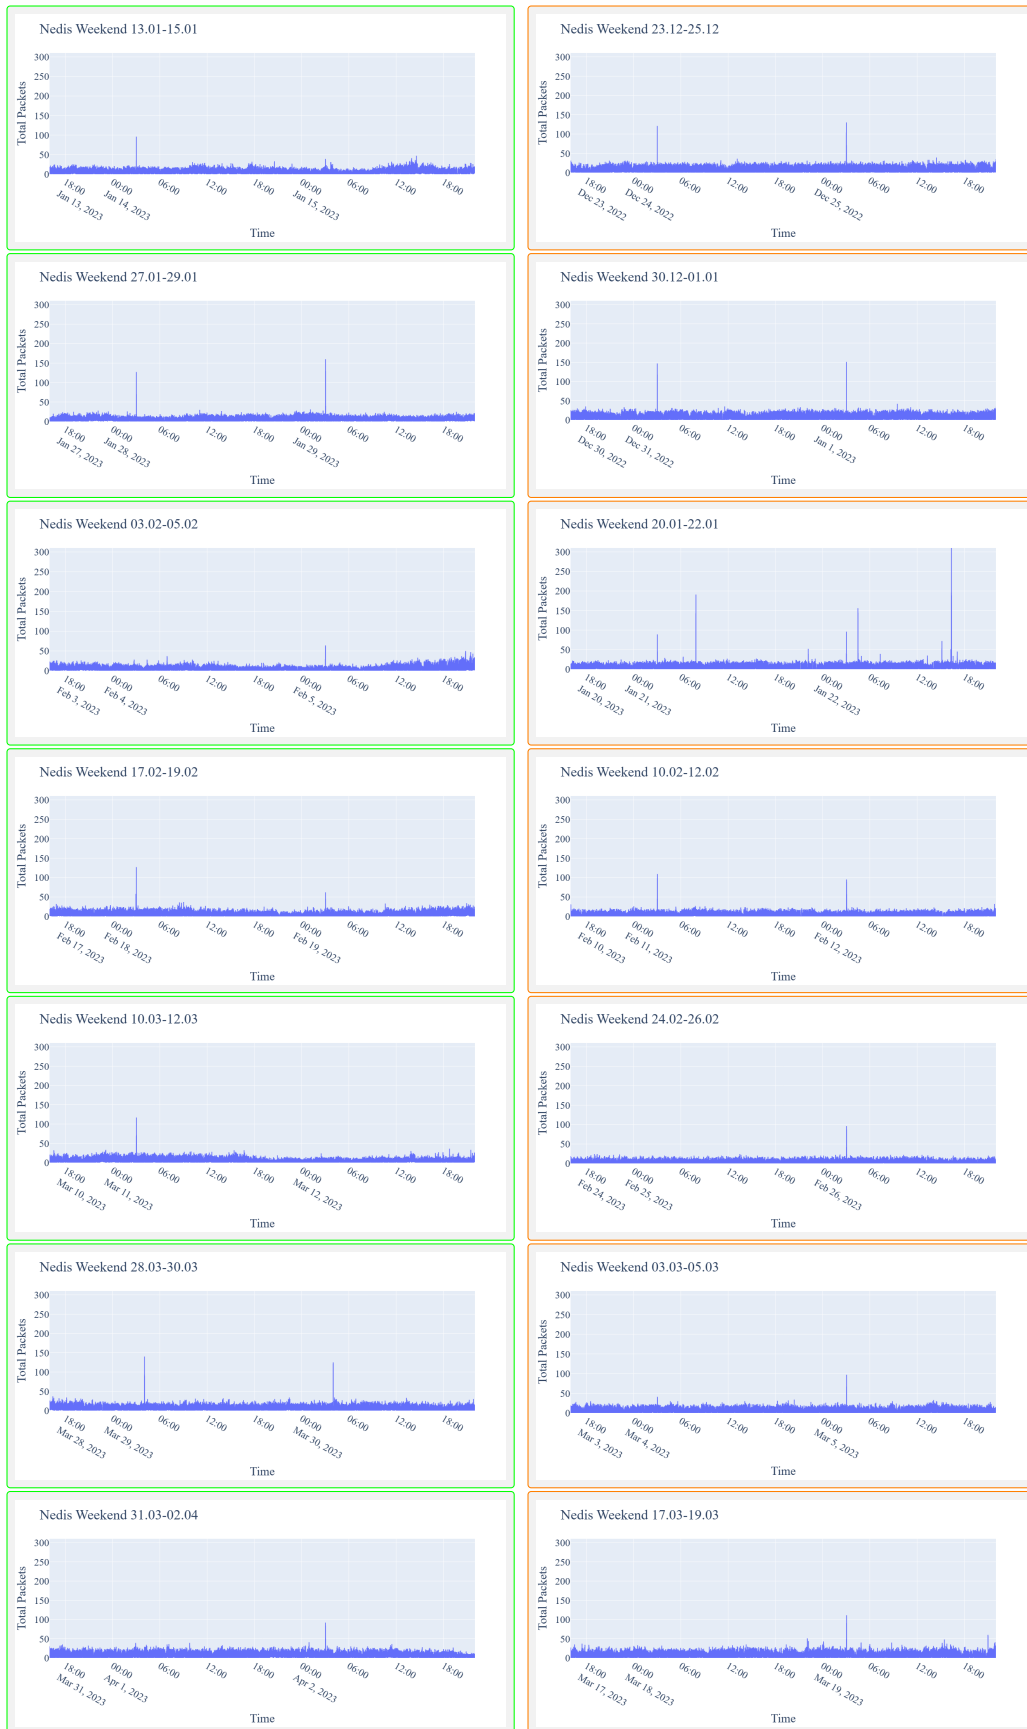 Nedis Weekend 13.01-15.01
300
250
200
150
100
50
0
Total Packets
18:00 00:00 06:00 12:00 18:00 00:00 06:00 12:00 18:00
Jan 13, 2023 Jan 14, 2023 Jan 15, 2023
Time
Nedis Weekend 23.12-25.12
300
250
200
150
100
50
0
Total Packets
18:00 00:00 06:00 12:00 18:00 00:00 06:00 12:00 18:00
Dec 23, 2022 Dec 24, 2022 Dec 25, 2022
Time
Nedis Weekend 27.01-29.01
300
250
200
150
100
50
0
Total Packets
18:00 00:00 06:00 12:00 18:00 00:00 06:00 12:00 18:00
Jan 27, 2023 Jan 28, 2023 Jan 29, 2023
Time
Nedis Weekend 30.12-01.01
300
250
200
150
100
50
0
Total Packets
18:00 00:00 06:00 12:00 18:00 00:00 06:00 12:00 18:00
Dec 30, 2022 Dec 31, 2022 Jan 1, 2023
Time
Nedis Weekend 03.02-05.02
300
250
200
150
100
50
0
Total Packets
18:00 00:00 06:00 12:00 18:00 00:00 06:00 12:00 18:00
Feb 3, 2023 Feb 4, 2023 Feb 5, 2023
Time
Nedis Weekend 20.01-22.01
300
250
200
150
100
50
0
Total Packets
18:00 00:00 06:00 12:00 18:00 00:00 06:00 12:00 18:00
Jan 20, 2023 Jan 21, 2023 Jan 22, 2023
Time
Nedis Weekend 17.02-19.02
300
250
200
150
100
50
0
Total Packets
18:00 00:00 06:00 12:00 18:00 00:00 06:00 12:00 18:00
Feb 17, 2023 Feb 18, 2023 Feb 19, 2023
Time
Nedis Weekend 10.02-12.02
300
250
200
150
100
50
0
Total Packets
18:00 00:00 06:00 12:00 18:00 00:00 06:00 12:00 18:00
Feb 10, 2023 Feb 11, 2023 Feb 12, 2023
Time
Nedis Weekend 10.03-12.03
300
250
200
150
100
50
0
Total Packets
18:00 00:00 06:00 12:00 18:00 00:00 06:00 12:00 18:00
Mar 10, 2023 Mar 11, 2023 Mar 12, 2023
Time
Nedis Weekend 24.02-26.02
300
250
200
150
100
50
0
Total Packets
18:00 00:00 06:00 12:00 18:00 00:00 06:00 12:00 18:00
Feb 24, 2023 Feb 25, 2023 Feb 26, 2023
Time
Nedis Weekend 28.03-30.03
300
250
200
150
100
50
0
Total Packets
18:00 00:00 06:00 12:00 18:00 00:00 06:00 12:00 18:00
Mar 28, 2023 Mar 29, 2023 Mar 30, 2023
Time
Nedis Weekend 03.03-05.03
300
250
200
150
100
50
0
Total Packets
18:00 00:00 06:00 12:00 18:00 00:00 06:00 12:00 18:00
Mar 3, 2023 Mar 4, 2023 Mar 5, 2023
Time
Nedis Weekend 31.03-02.04
300
250
200
150
100
50
0
Total Packets
18:00 00:00 06:00 12:00 18:00 00:00 06:00 12:00 18:00
Mar 31, 2023 Apr 1, 2023 Apr 2, 2023
Time
Nedis Weekend 17.03-19.03
300
250
200
150
100
50
0
Total Packets
18:00 00:00 06:00 12:00 18:00 00:00 06:00 12:00 18:00
Mar 17, 2023 Mar 18, 2023 Mar 19, 2023
Time